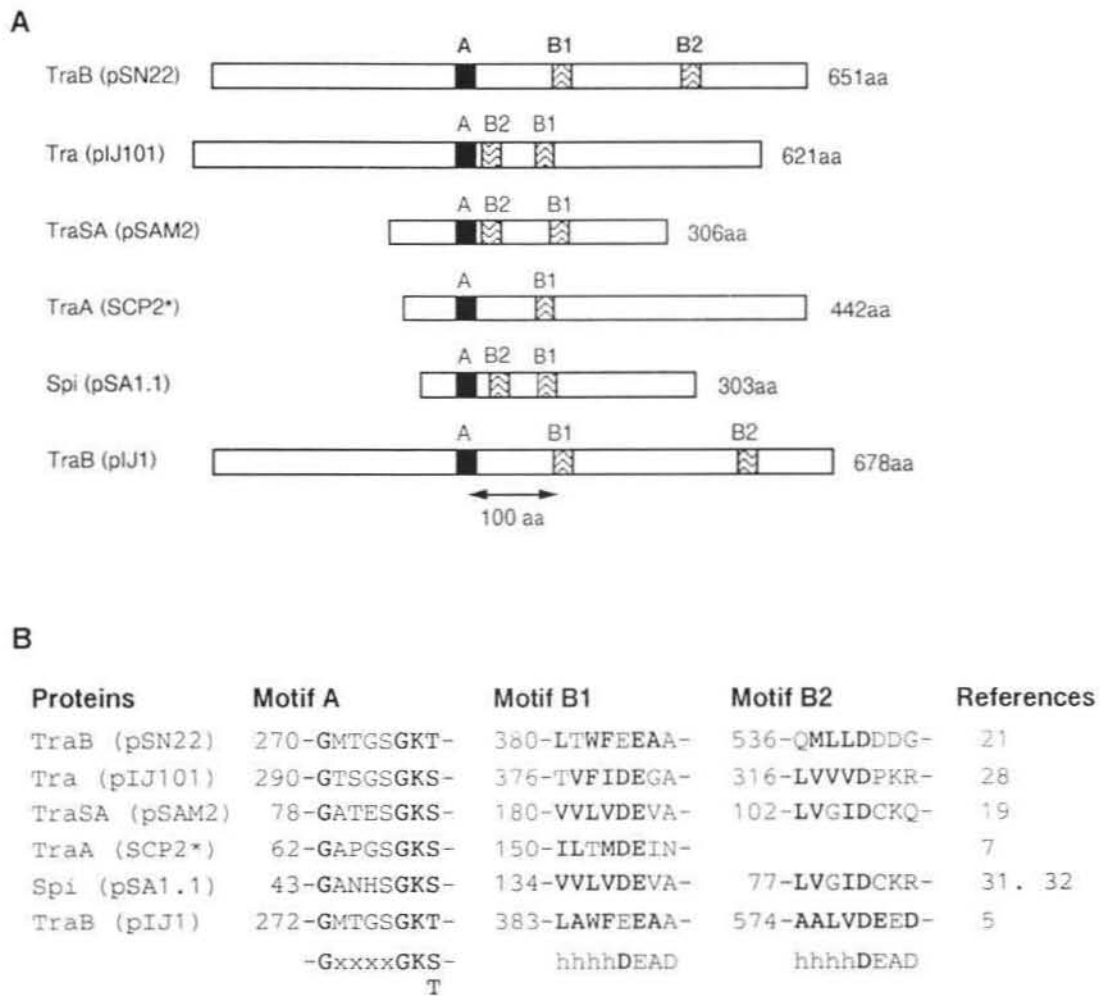 A
A B1 B2
TraB (pSN22) 651aa
A B2 B1
Tra (pIJ101) 621aa
A B2 B1
TraSA (pSAM2) 306aa
A B1
TraA (SCP2*) 442aa
A B2 B1
Spi (pSA1.1) 303aa
A B1 B2
TraB (pIJ1) 678aa
100 aa
B
Proteins Motif A Motif B1 Motif B2 References
TraB (pSN22) 270-GMTGSGKT- 380-LTWFEEAA- 536-QMLLDDDG- 21
Tra (pIJ101) 290-GTSGSGKS- 376-TVFIDEGA- 316-LVVVDPKR- 28
TraSA (pSAM2) 78-GATESGKS- 180-VVLVDEVA- 102-LVGIDCKQ- 19
TraA (SCP2*) 62-GAPGSGKS- 150-ILTMDEIN- 7
Spi (pSA1.1) 43-GANHSGKS- 134-VVLVDEVA- 77-LVGIDCKR- 31. 32
TraB (pIJ1) 272-GMTGSGKT- 383-LAWFEEAA- 574-AALVDEED- 5
-GxxxxGKS- hhhhDEAD hhhhDEAD
T